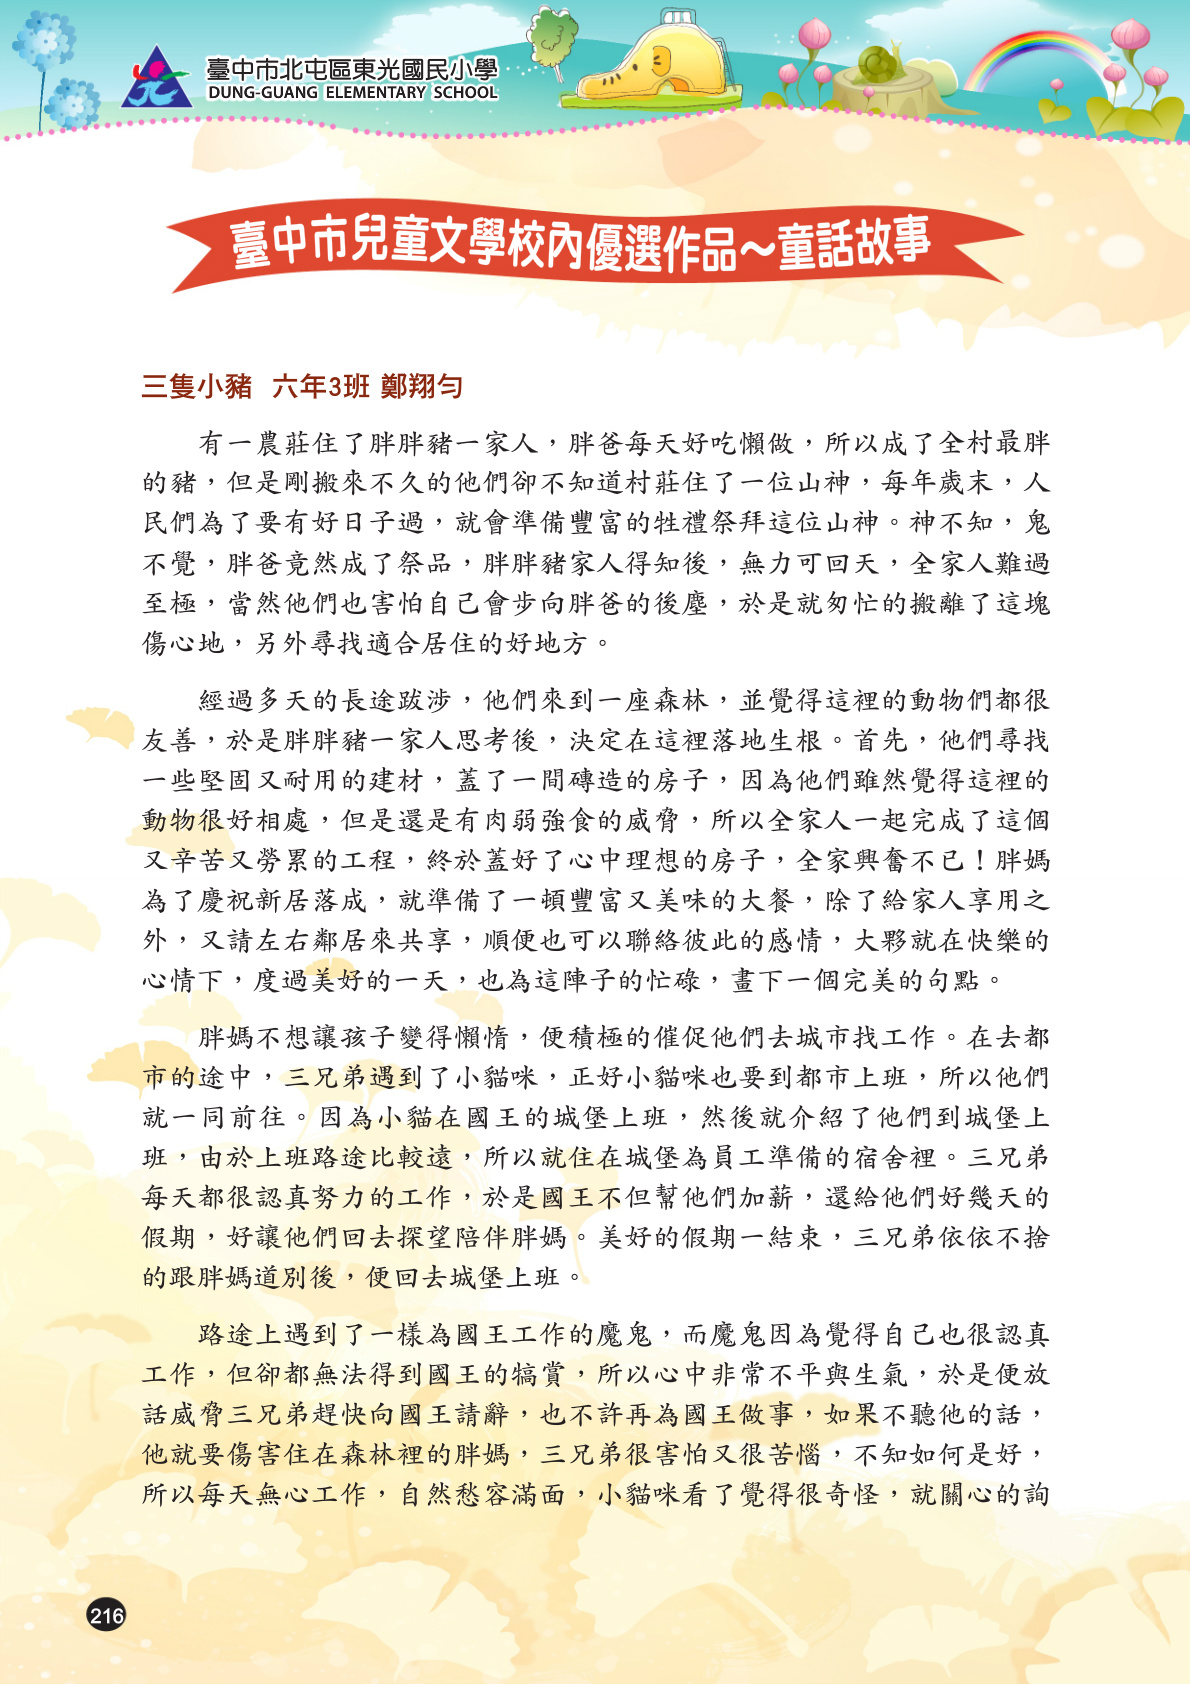 臺中市北屯區東光國民小學
DUNG-GUANG ELEMENTARY SCHOOL
臺中市兒童文學校內優選作品～童話故事
三隻小豬 六年3班 鄭翔勻
有一農莊住了胖胖豬一家人，胖爸每天好吃懶做，所以成了全村最胖
的豬，但是剛搬來不久的他們卻不知道村莊住了一位山神，每年歲末，人
民們為了要有好日子過，就會準備豐富的牲禮祭拜這位山神。神不知，鬼
不覺，胖爸竟然成了祭品，胖胖豬家人得知後，無力可回天，全家人難過
至極，當然他們也害怕自己會步向胖爸的後塵，於是就匆忙的搬離了這塊
傷心地，另外尋找適合居住的好地方。
經過多天的長途跋涉，他們來到一座森林，並覺得這裡的動物們都很
友善，於是胖胖豬一家人思考後，決定在這裡落地生根。首先，他們尋找
一些堅固又耐用的建材，蓋了一間磚造的房子，因為他們雖然覺得這裡的
動物很好相處，但是還是有肉弱強食的威脅，所以全家人一起完成了這個
又辛苦又勞累的工程，終於蓋好了心中理想的房子，全家興奮不已！胖媽
為了慶祝新居落成，就準備了一頓豐富又美味的大餐，除了給家人享用之
外，又請左右鄰居來共享，順便也可以聯絡彼此的感情，大夥就在快樂的
心情下，度過美好的一天，也為這陣子的忙碌，畫下一個完美的句點。
胖媽不想讓孩子變得懶惰，便積極的催促他們去城市找工作。在去都
市的途中，三兄弟遇到了小貓咪，正好小貓咪也要到都市上班，所以他們
就一同前往。因為小貓在國王的城堡上班，然後就介紹了他們到城堡上
班，由於上班路途比較遠，所以就住在城堡為員工準備的宿舍裡。三兄弟
每天都很認真努力的工作，於是國王不但幫他們加薪，還給他們好幾天的
假期，好讓他們回去探望陪伴胖媽。美好的假期一結束，三兄弟依依不捨
的跟胖媽道別後，便回去城堡上班。
路途上遇到了一樣為國王工作的魔鬼，而魔鬼因為覺得自己也很認真
工作，但卻都無法得到國王的犒賞，所以心中非常不平與生氣，於是便放
話威脅三兄弟趕快向國王請辭，也不許再為國王做事，如果不聽他的話，
他就要傷害住在森林裡的胖媽，三兄弟很害怕又很苦惱，不知如何是好，
所以每天無心工作，自然愁容滿面，小貓咪看了覺得很奇怪，就關心的詢
216